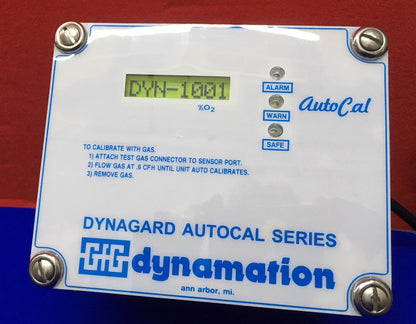 DYN-1001
%O2
ALARM
WARN
SAFE
AutoCal
TO CALIBRATE WITH GAS.
1) ATTACH TEST GAS CONNECTOR TO SENSOR PORT.
2) FLOW GAS AT .6 CFH UNTIL UNIT AUTO CALIBRATES.
3) REMOVE GAS.
DYNAGARD AUTOCAL SERIES
GfG dynamation
ann arbor, mi.